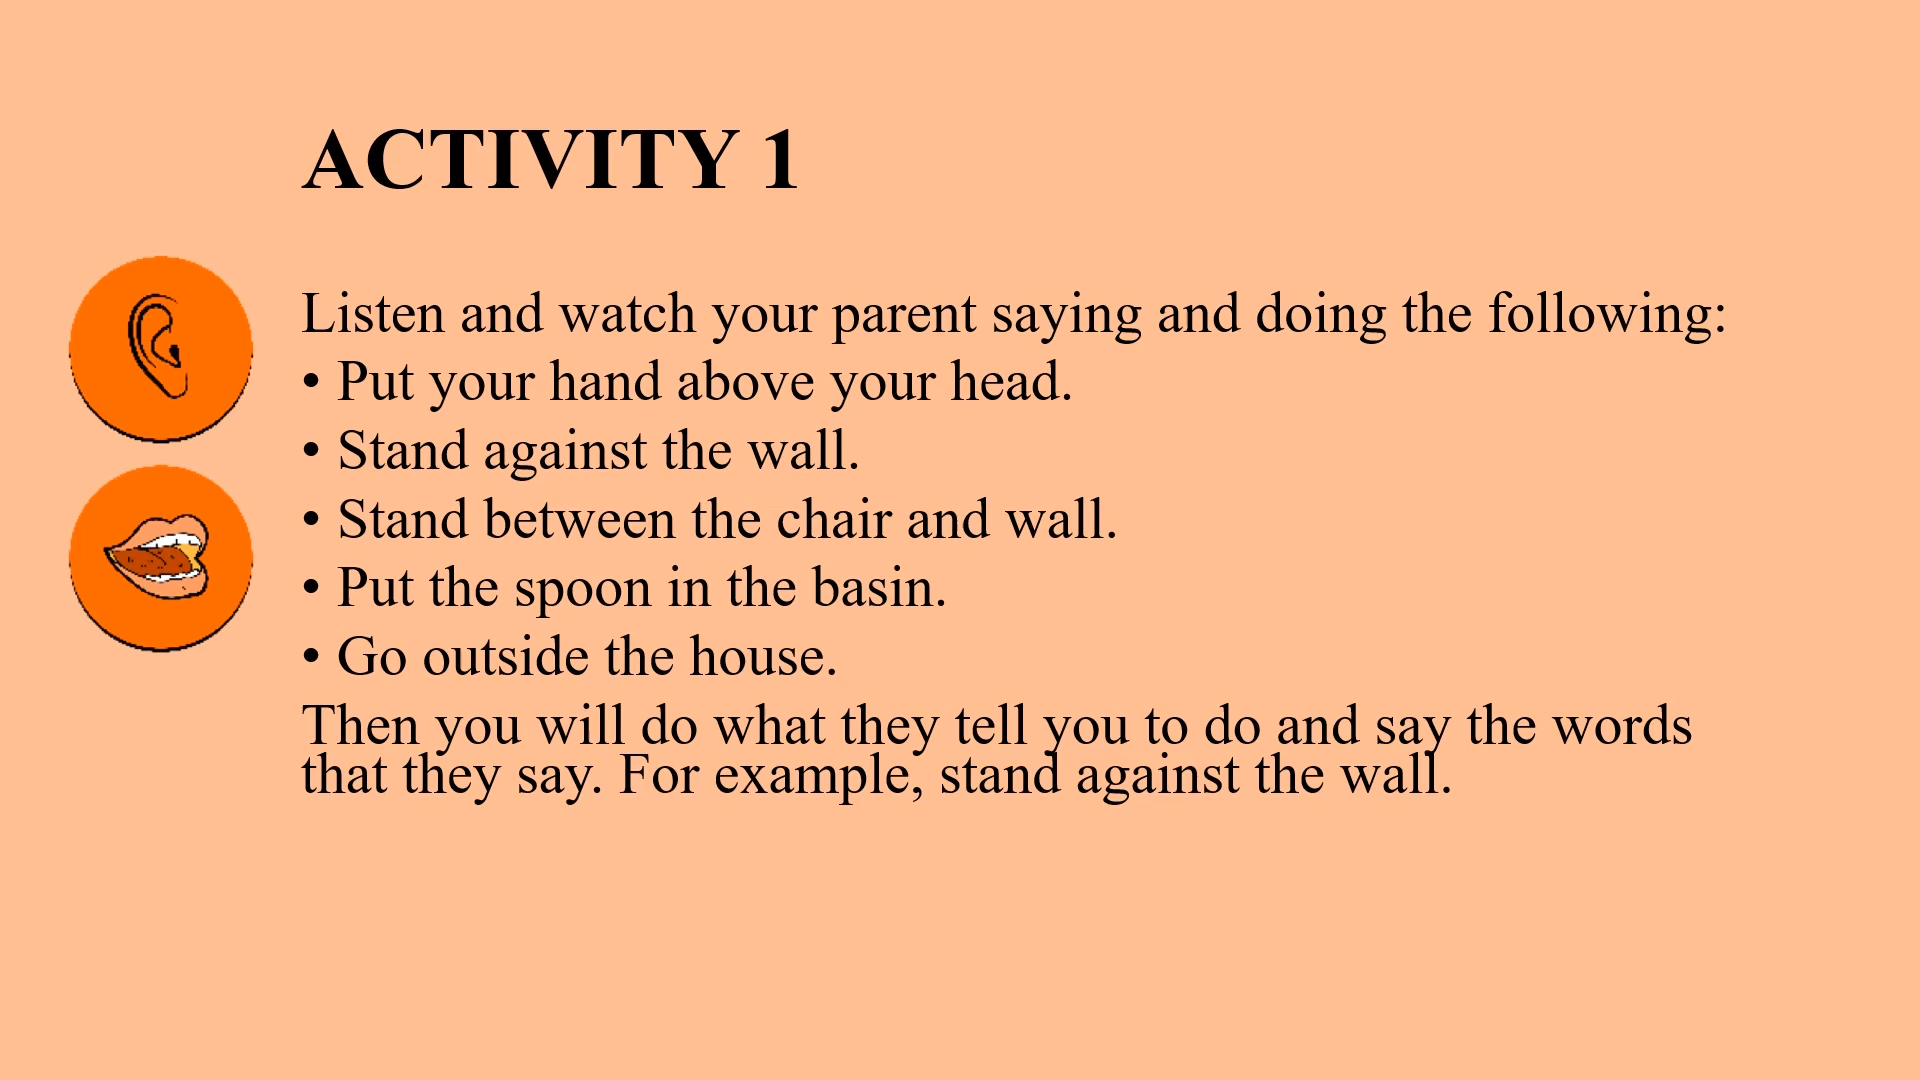 ACTIVITY 1
Listen and watch your parent saying and doing the following:
• Put your hand above your head.
• Stand against the wall.
• Stand between the chair and wall.
• Put the spoon in the basin.
• Go outside the house.
Then you will do what they tell you to do and say the words
that they say. For example, stand against the wall.